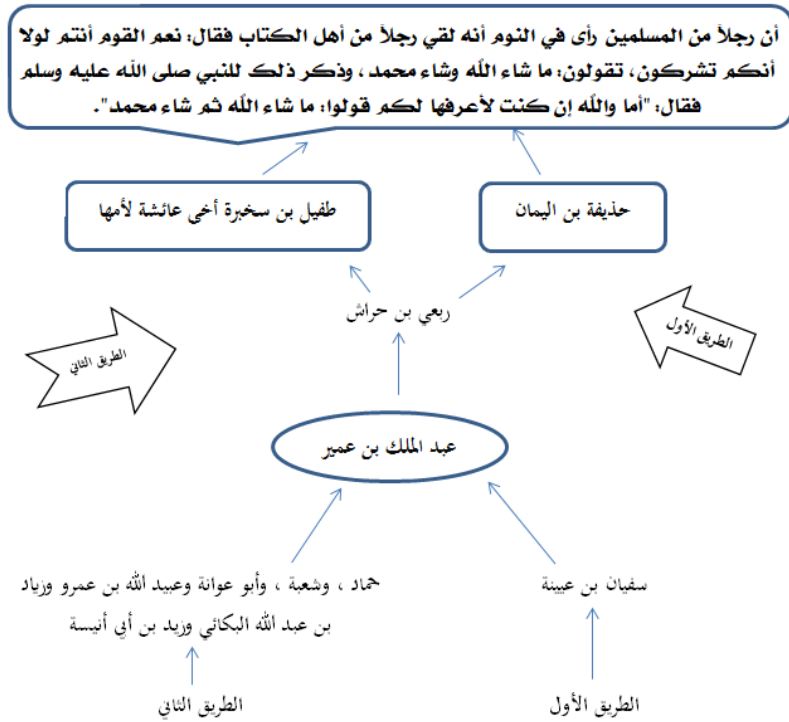 أن رجلاً من المسلمين رأى في النوم أنه لقي رجلاً من أهل الكتاب فقال: نعم القوم أنتم لولا
أنكم تشركون، تقولون: ما شاء الله وشاء محمد، وذكر ذلك للنبي صلى الله عليه وسلم
فقال: "أما والله إن كنت لأعرفها لكم قولوا: ما شاء الله ثم شاء محمد".
حذيفة بن اليمان
طفيل بن سخبرة أخى عائشة لأمها
ربعي بن حراش
الطريق الأول
الطريق الثاني
عبد الملك بن عمير
سفيان بن عيينة
حماد ، وشعبة ، وأبو عوانة وعبيد الله بن عمرو وزياد
بن عبد الله البكائي وزيد بن أبي أنيسة
الطريق الأول
الطريق الثاني